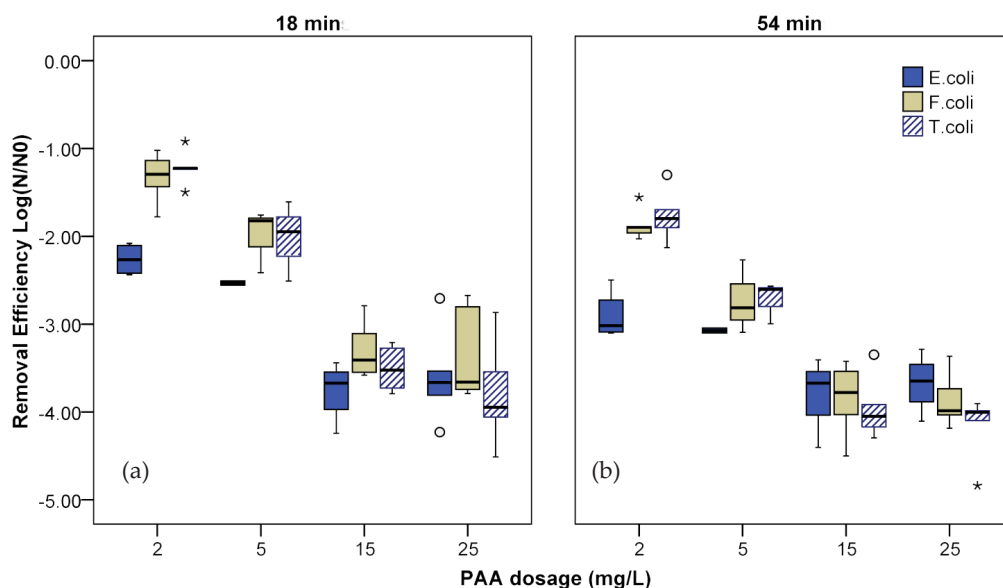 18 min
54 min
Removal Efficiency Log(N/N0)
0.00
-1.00
-2.00
-3.00
-4.00
-5.00
E.coli
F.coli
T.coli
(a)
(b)
2 5 15 25
2 5 15 25
PAA dosage (mg/L)